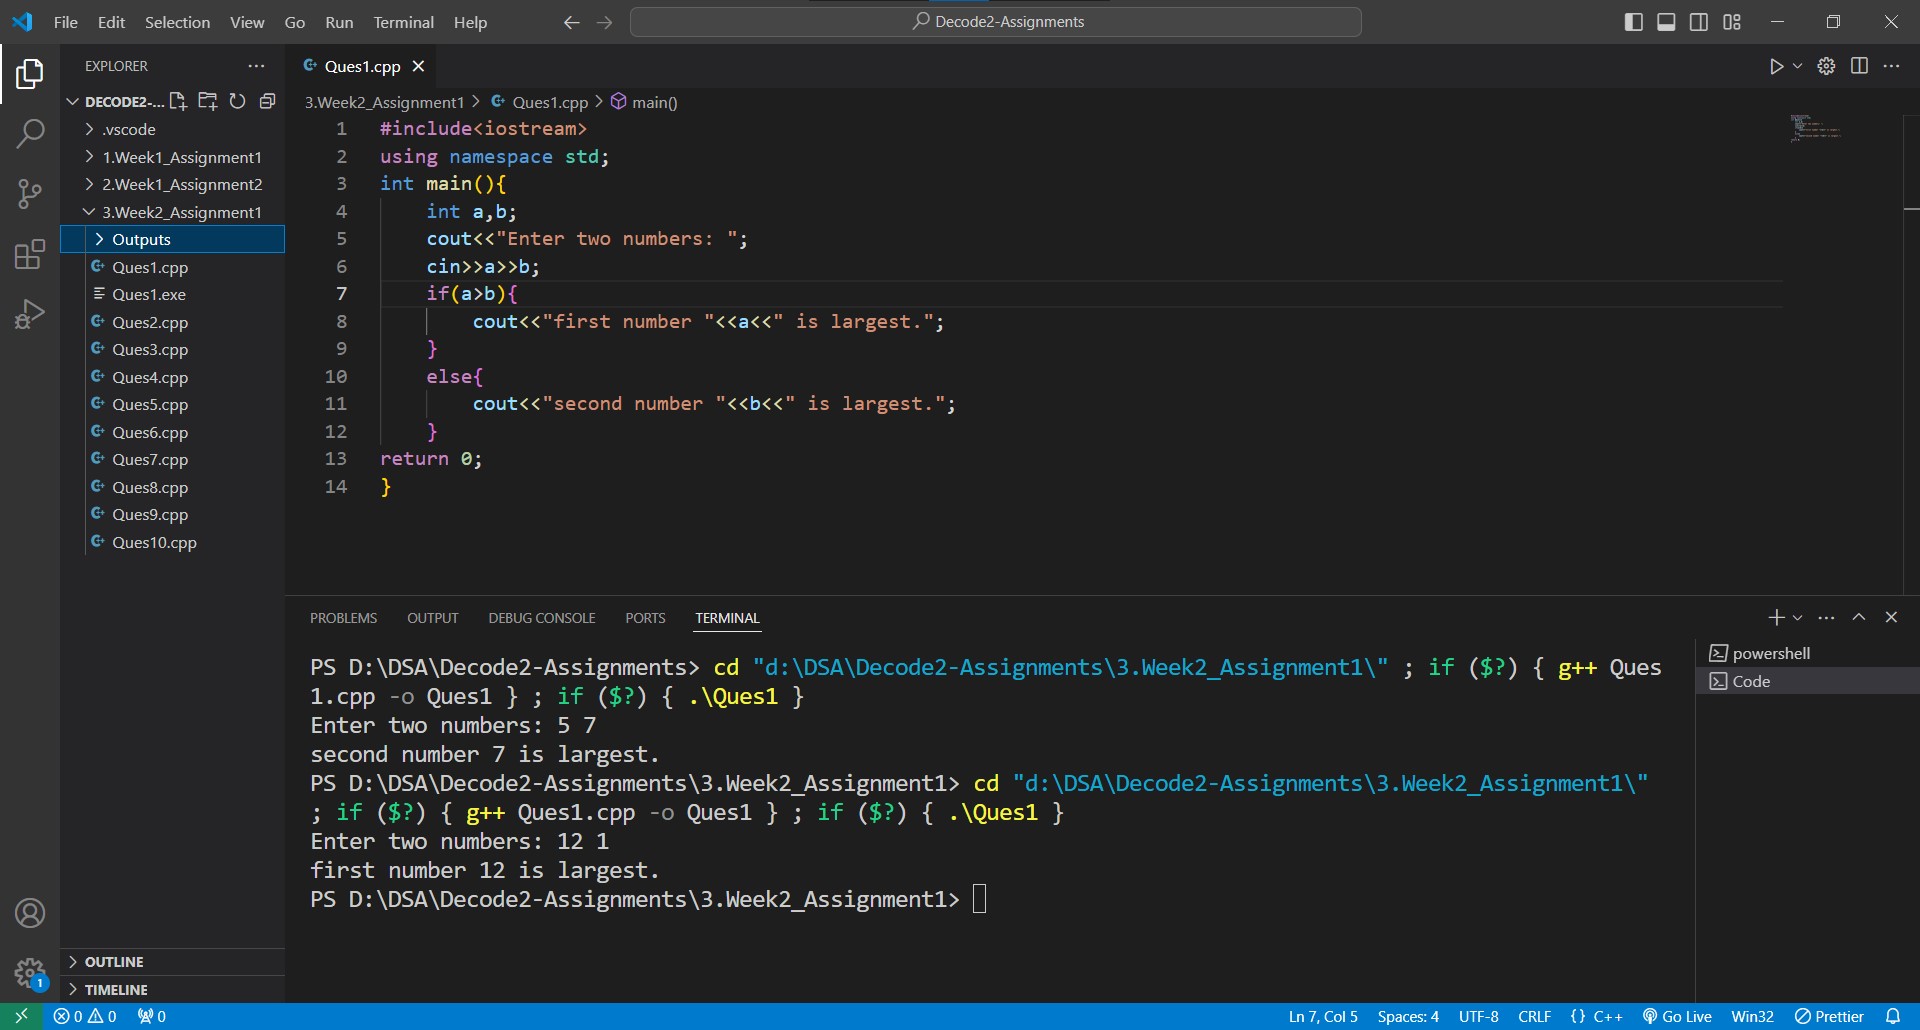 File Edit Selection View Go Run Terminal Help
Decode2-Assignments
EXPLORER
DECODE2-...
.vscode
1.Week1_Assignment1
2.Week1_Assignment2
3.Week2_Assignment1
Outputs
Ques1.cpp
Ques1.exe
Ques2.cpp
Ques3.cpp
Ques4.cpp
Ques5.cpp
Ques6.cpp
Ques7.cpp
Ques8.cpp
Ques9.cpp
Ques10.cpp
OUTLINE
TIMELINE
1
Ques1.cpp
3.Week2_Assignment1 > Ques1.cpp > main()
1 #include<iostream>
2 using namespace std;
3 int main(){
4 int a,b;
5 cout<<"Enter two numbers: ";
6 cin>>a>>b;
7 if(a>b){
8 cout<<"first number "<<a<<" is largest.";
9 }
10 else{
11 cout<<"second number "<<b<<" is largest.";
12 }
13 return 0;
14 }
PROBLEMS OUTPUT DEBUG CONSOLE PORTS TERMINAL
PS D:\DSA\Decode2-Assignments> cd "d:\DSA\Decode2-Assignments\3.Week2_Assignment1\" ; if ($?) { g++ Ques
1.cpp -o Ques1 } ; if ($?) { .\Ques1 }
Enter two numbers: 5 7
second number 7 is largest.
PS D:\DSA\Decode2-Assignments\3.Week2_Assignment1> cd "d:\DSA\Decode2-Assignments\3.Week2_Assignment1\"
; if ($?) { g++ Ques1.cpp -o Ques1 } ; if ($?) { .\Ques1 }
Enter two numbers: 12 1
first number 12 is largest.
PS D:\DSA\Decode2-Assignments\3.Week2_Assignment1>
powershell
Code
0 0 0 Ln 7, Col 5 Spaces: 4 UTF-8 CRLF {} C++ Go Live Win32 Prettier